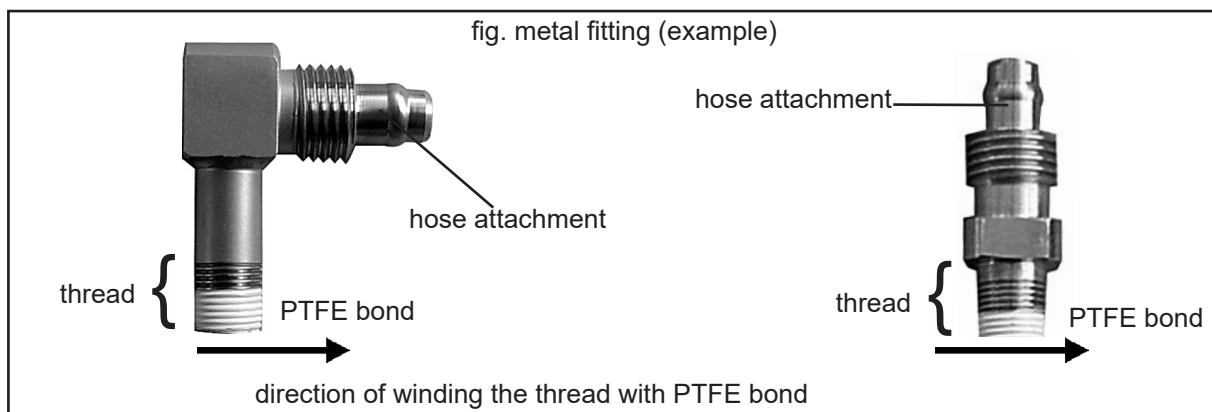 fig. metal fitting (example)
hose attachment
hose attachment
thread
PTFE bond
thread
PTFE bond
direction of winding the thread with PTFE bond